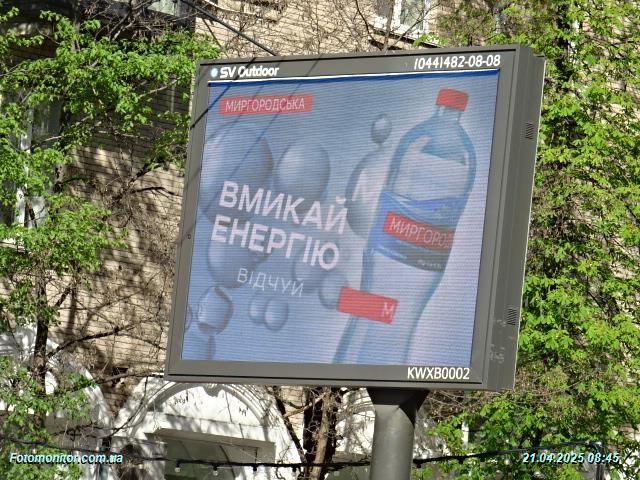 SV Outdoor
(044)482-08-08
МИРГОРОДСЬКА
ВМИКАЙ
ЕНЕРГІЮ
ВІДЧУЙ
МИРГОРОД
М
KWXB0002
Fotomonitor.com.ua
21.04.2025 08:45